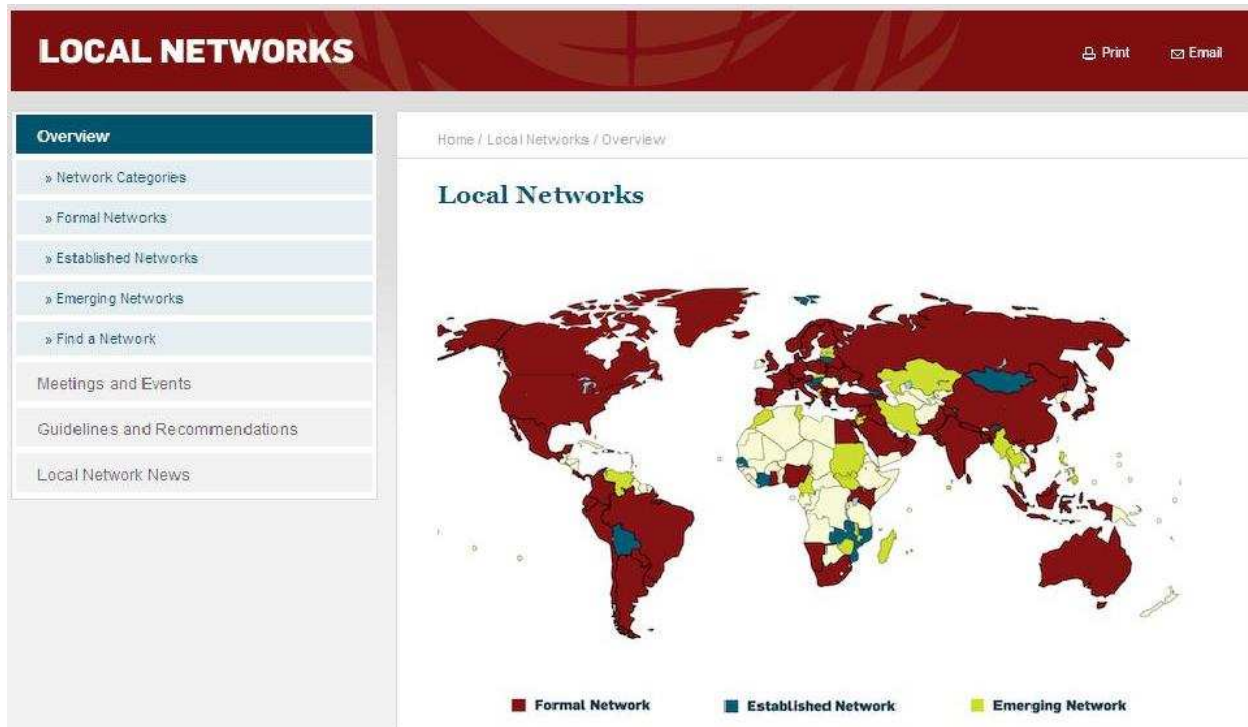 LOCAL NETWORKS
Print
Email
Overview
» Network Categories
» Formal Networks
» Established Networks
» Emerging Networks
» Find a Network
Meetings and Events
Guidelines and Recommendations
Local Network News
Home / Local Networks / Overview
Local Networks
Formal Network
Established Network
Emerging Network